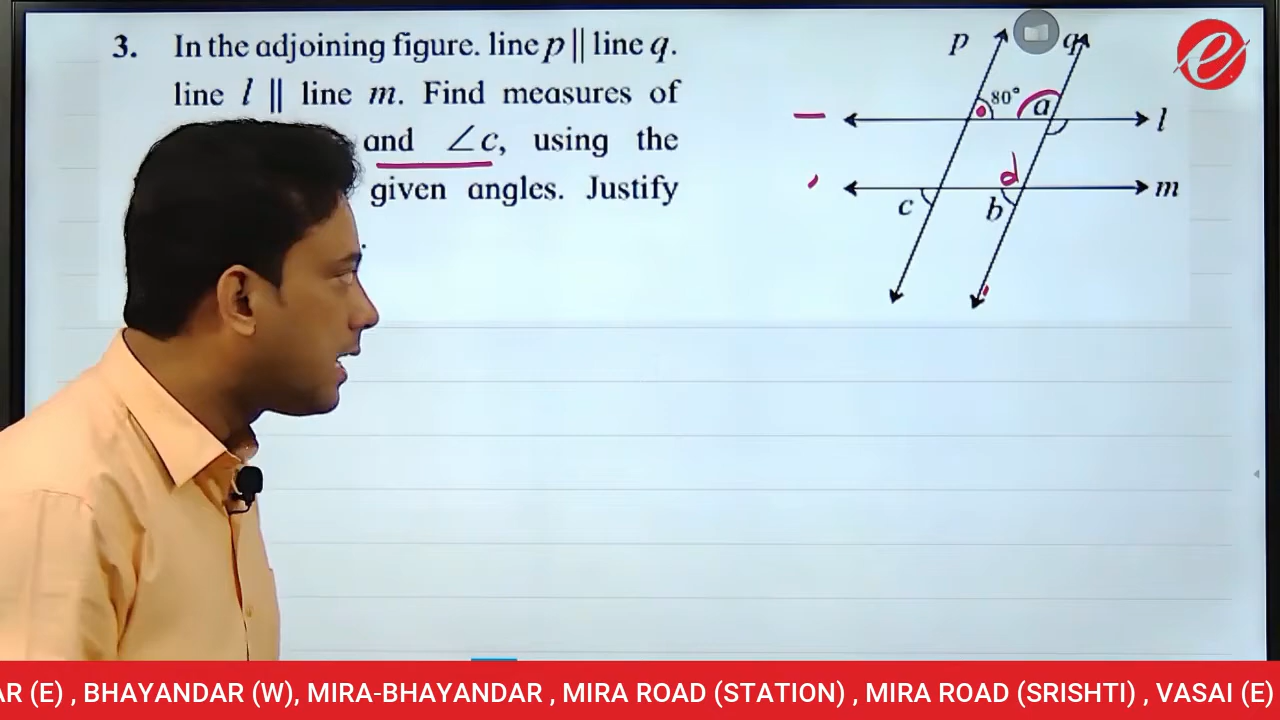 3. In the adjoining figure. line p || line q.
line l || line m. Find measures of
and ∠c, using the
given angles. Justify
.
p
q
80°
a
l
d
m
c
b
e
AR (E) , BHAYANDAR (W), MIRA-BHAYANDAR , MIRA ROAD (STATION) , MIRA ROAD (SRISHTI) , VASAI (E)